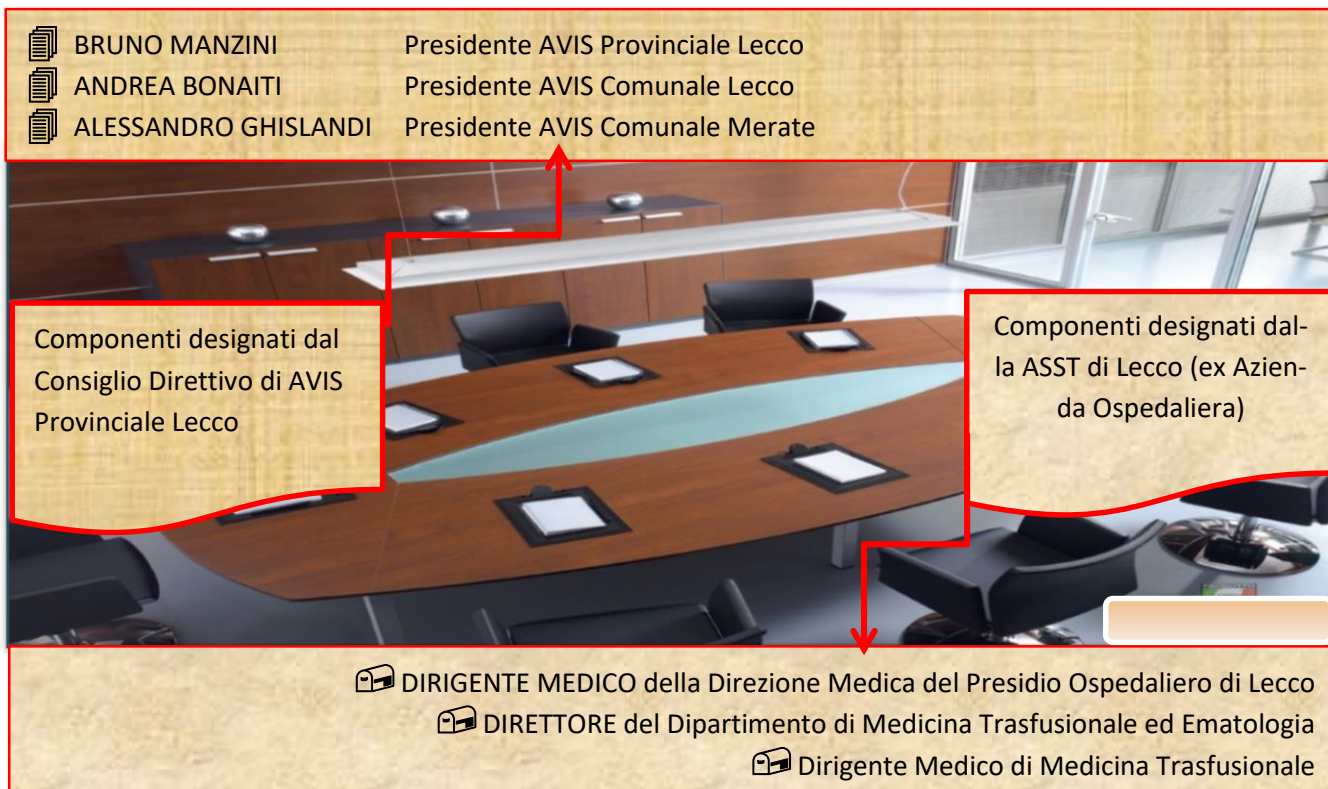 BRUNO MANZINI Presidente AVIS Provinciale Lecco
ANDREA BONAITI Presidente AVIS Comunale Lecco
ALESSANDRO GHISLANDI Presidente AVIS Comunale Merate
Componenti designati dal
Consiglio Direttivo di AVIS
Provinciale Lecco
Componenti designati dal-
la ASST di Lecco (ex Azien-
da Ospedaliera)
DIRIGENTE MEDICO della Direzione Medica del Presidio Ospedaliero di Lecco
DIRETTORE del Dipartimento di Medicina Trasfusionale ed Ematologia
Dirigente Medico di Medicina Trasfusionale